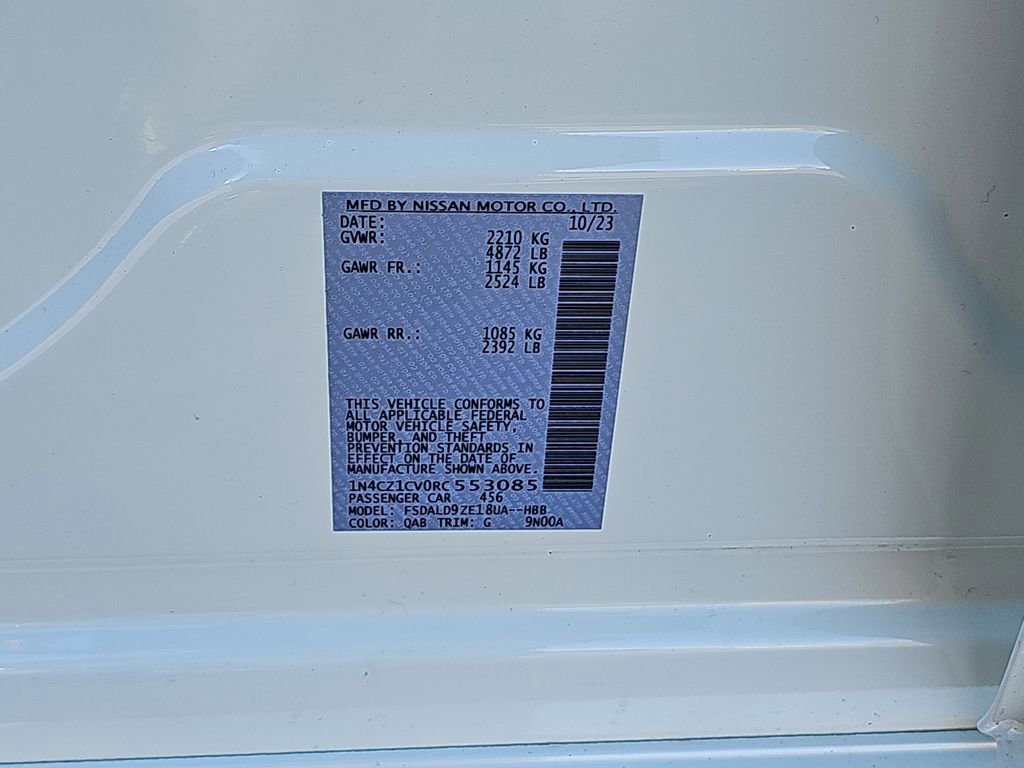 MFD BY NISSAN MOTOR CO., LTD.
DATE: 10/23
GVWR: 2210 KG
4872 LB
GAWR FR.: 1145 KG
2524 LB
GAWR RR.: 1085 KG
2392 LB
THIS VEHICLE CONFORMS TO
ALL APPLICABLE FEDERAL
MOTOR VEHICLE SAFETY,
BUMPER, AND THEFT
PREVENTION STANDARDS IN
EFFECT ON THE DATE OF
MANUFACTURE SHOWN ABOVE.
1N4CZ1CV0RC553085
PASSENGER CAR 456
MODEL: FSDALD9ZE18UA--HBB
COLOR: QAB TRIM: G 9N00A